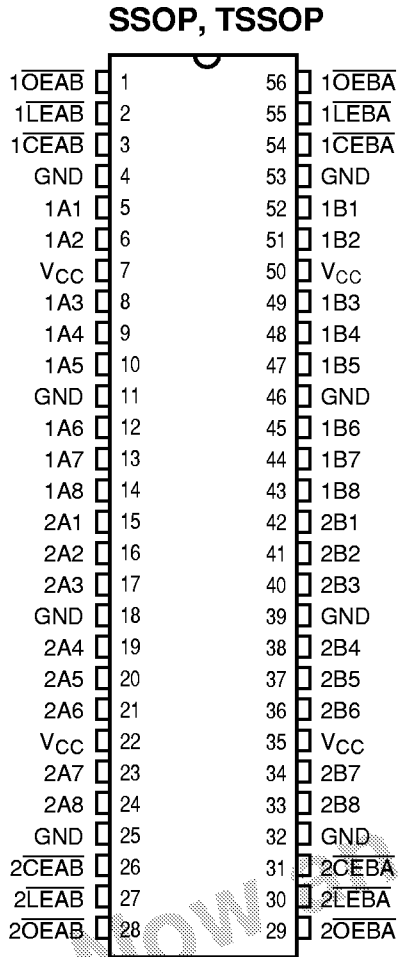 SSOP, TSSOP
1OEAB 1 56 1OEBA
1LEAB 2 55 1LEBA
1CEAB 3 54 1CEBA
GND 4 53 GND
1A1 5 52 1B1
1A2 6 51 1B2
VCC 7 50 VCC
1A3 8 49 1B3
1A4 9 48 1B4
1A5 10 47 1B5
GND 11 46 GND
1A6 12 45 1B6
1A7 13 44 1B7
1A8 14 43 1B8
2A1 15 42 2B1
2A2 16 41 2B2
2A3 17 40 2B3
GND 18 39 GND
2A4 19 38 2B4
2A5 20 37 2B5
2A6 21 36 2B6
VCC 22 35 VCC
2A7 23 34 2B7
2A8 24 33 2B8
GND 25 32 GND
2CEAB 26 31 2CEBA
2LEAB 27 30 2LEBA
2OEAB 28 29 2OEBA